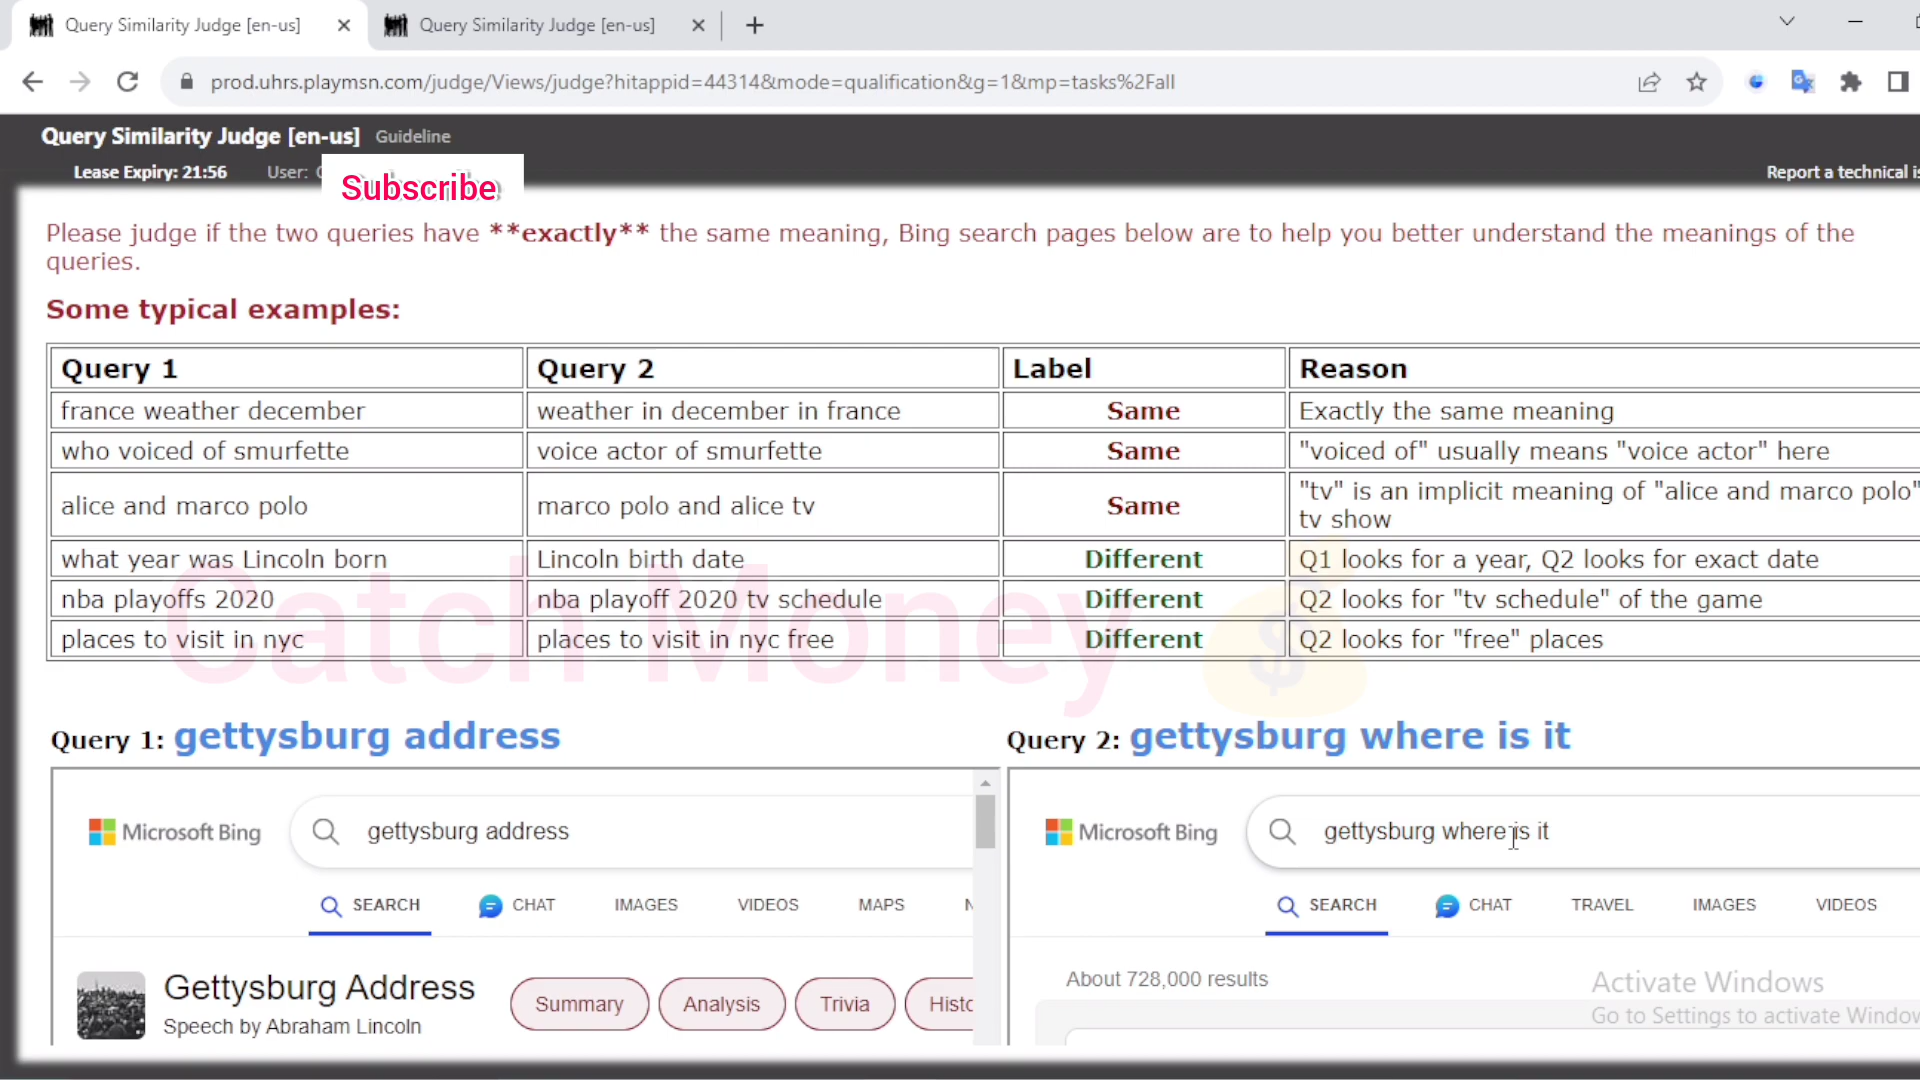 Query Similarity Judge [en-us]
Query Similarity Judge [en-us]
prod.uhrs.playmsn.com/judge/Views/judge?hitappid=44314&mode=qualification&g=1&mp=tasks%2Fall
Query Similarity Judge [en-us] Guideline
Lease Expiry: 21:56 User:
Report a technical
Subscribe
Please judge if the two queries have **exactly** the same meaning, Bing search pages below are to help you better understand the meanings of the
queries.
Some typical examples:
Query 1 Query 2 Label Reason
france weather december weather in december in france Same Exactly the same meaning
who voiced of smurfette voice actor of smurfette Same "voiced of" usually means "voice actor" here
alice and marco polo marco polo and alice tv Same "tv" is an implicit meaning of "alice and marco polo"
tv show
what year was Lincoln born Lincoln birth date Different Q1 looks for a year, Q2 looks for exact date
nba playoffs 2020 nba playoff 2020 tv schedule Different Q2 looks for "tv schedule" of the game
places to visit in nyc places to visit in nyc free Different Q2 looks for "free" places
Catch Money
Query 1: gettysburg address
Query 2: gettysburg where is it
Microsoft Bing gettysburg address
SEARCH CHAT IMAGES VIDEOS MAPS
Gettysburg Address
Speech by Abraham Lincoln
Summary Analysis Trivia
Microsoft Bing gettysburg where is it
SEARCH CHAT TRAVEL IMAGES VIDEOS
About 728,000 results
Activate Windows
Go to Settings to activate